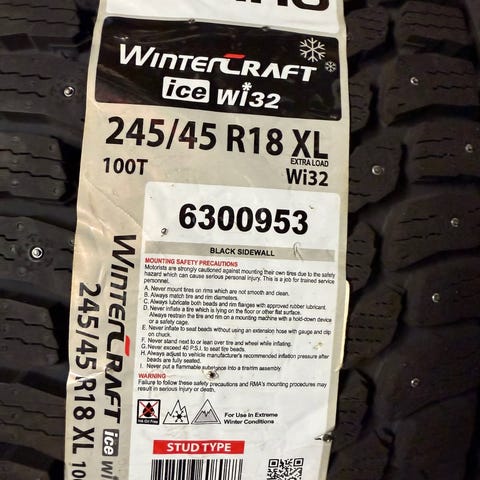 WINTERCRAFT
ice wi*32
245/45 R18 XL
EXTRA LOAD
100T
Wi32
6300953
BLACK SIDEWALL
MOUNTING SAFETY PRECAUTIONS
Motorists are strongly cautioned against mounting their own tires due to the safety
hazard which can cause serious personal injury. This is a job for trained service
personnel.
A. Never mount tires on rims which are not smooth and clean.
B. Always match tire and rim diameters.
C. Always lubricate both beads and rim flanges with approved rubber lubricant.
D. Never inflate a tire which is lying on the floor or other flat surface.
Always restrain the tire and rim on a mounting machine with a hold-down device
or a safety cage.
E. Never inflate to seat beads without using an extension hose with gauge and clip
on chuck.
F. Never stand next to or lean over tire and wheel while inflating.
G. Never exceed 40 P.S.I. to seat tire beads.
H. Always adjust to vehicle manufacturer's recommended inflation pressure after
beads are fully seated.
I. Never put a flammable substance into a tire/rim assembly.
WARNING
Failure to follow these safety precautions and RMA's mounting procedures may
result in serious injury or death.
For Use in Extreme
Winter Conditions
STUD TYPE
WINTERCRAFT ice wi
245/45 R18 XL